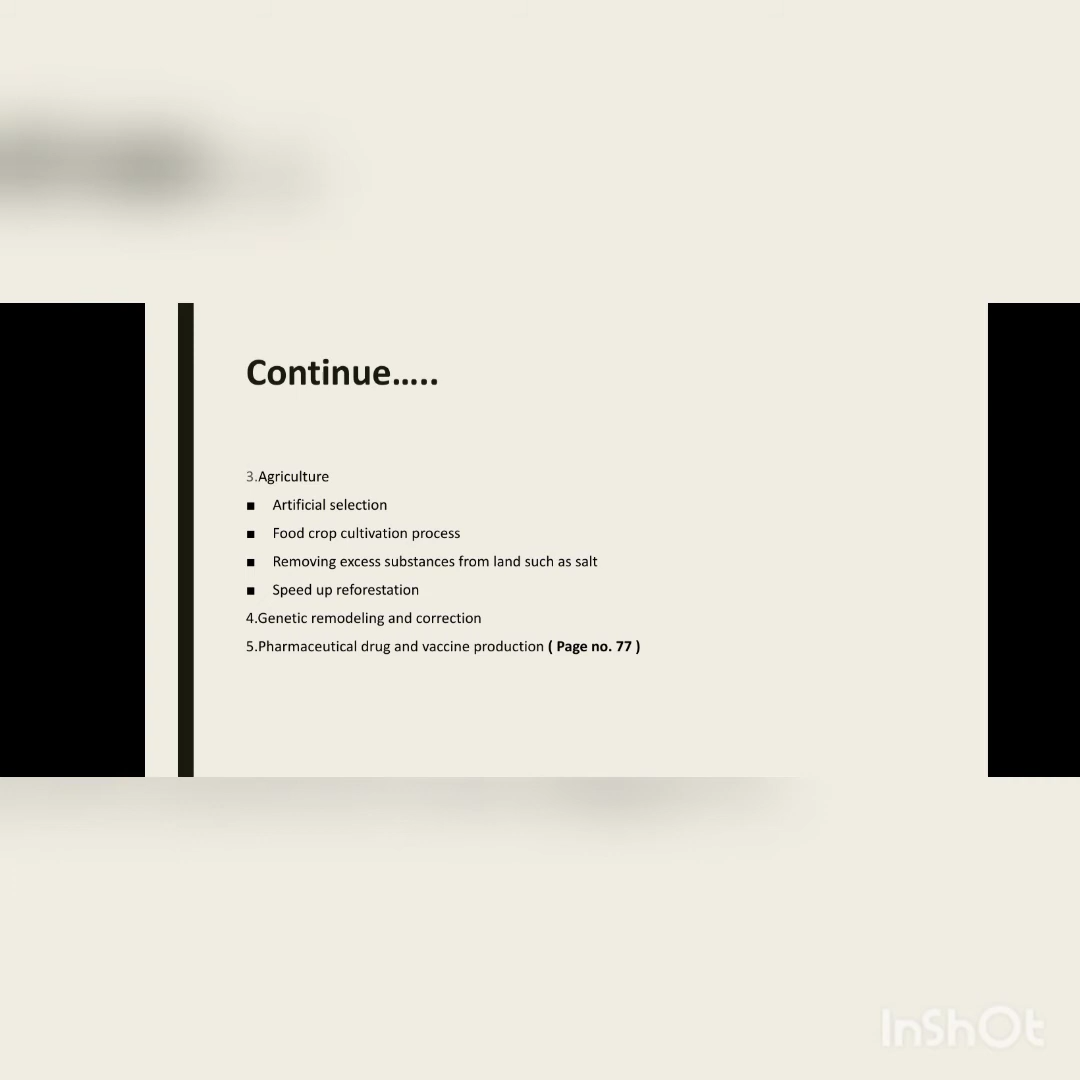 Continue.....
3.Agriculture
■ Artificial selection
■ Food crop cultivation process
■ Removing excess substances from land such as salt
■ Speed up reforestation
4.Genetic remodeling and correction
5.Pharmaceutical drug and vaccine production ( Page no. 77 )
InShOt